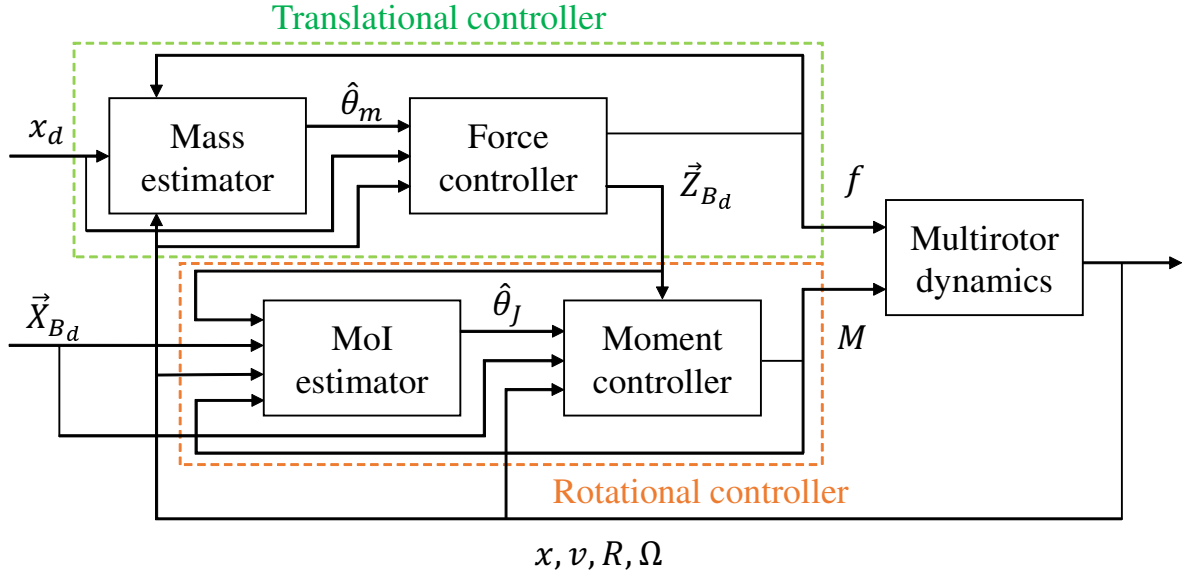 Translational controller
x_d
Mass
estimator
θ̂_m
Force
controller
Z⃗_{B_d}
f
Multirotor
dynamics
X⃗_{B_d}
MoI
estimator
θ̂_J
Moment
controller
M
Rotational controller
x, v, R, Ω